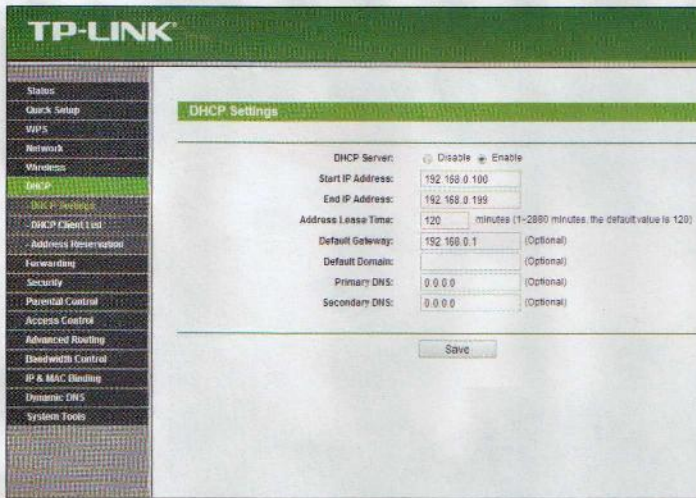 TP-LINK
Status
Quick Setup
WPS
Network
Wireless
DHCP
- DHCP Settings
- DHCP Client List
- Address Reservation
Forwarding
Security
Parental Control
Access Control
Advanced Routing
Bandwidth Control
IP & MAC Binding
Dynamic DNS
System Tools
DHCP Settings
DHCP Server: Disable Enable
Start IP Address: 192.168.0.100
End IP Address: 192.168.0.199
Address Lease Time: 120 minutes (1~2880 minutes, the default value is 120)
Default Gateway: 192.168.0.1 (Optional)
Default Domain: (Optional)
Primary DNS: 0.0.0.0 (Optional)
Secondary DNS: 0.0.0.0 (Optional)
Save